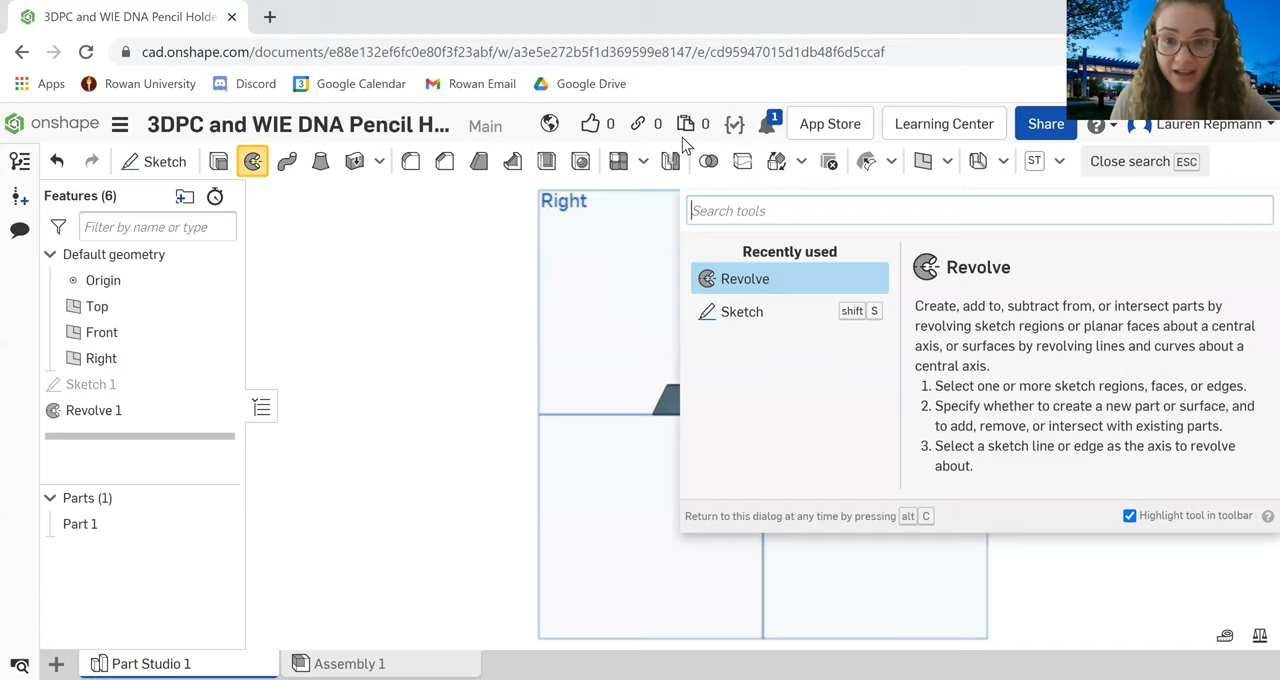 3DPC and WIE DNA Pencil Holde
cad.onshape.com/documents/e88e132ef6fc0e80f3f23abf/w/a3e5e272b5f1d369599e8147/e/cd95947015d1db48f6d5ccaf
Apps Rowan University Discord 3 Google Calendar Rowan Email Google Drive
onshape 3DPC and WIE DNA Pencil H... Main 0 0 0 1 App Store Learning Center Share ? Lauren Repmann
Sketch ST Close search ESC
Features (6)
Filter by name or type
Default geometry
Origin
Top
Front
Right
Sketch 1
Revolve 1
Parts (1)
Part 1
Right
Search tools
Recently used
Revolve
Sketch shift S
Revolve
Create, add to, subtract from, or intersect parts by
revolving sketch regions or planar faces about a central
axis, or surfaces by revolving lines and curves about a
central axis.
1. Select one or more sketch regions, faces, or edges.
2. Specify whether to create a new part or surface, and
to add, remove, or intersect with existing parts.
3. Select a sketch line or edge as the axis to revolve
about.
Return to this dialog at any time by pressing alt C Highlight tool in toolbar ?
Part Studio 1 Assembly 1